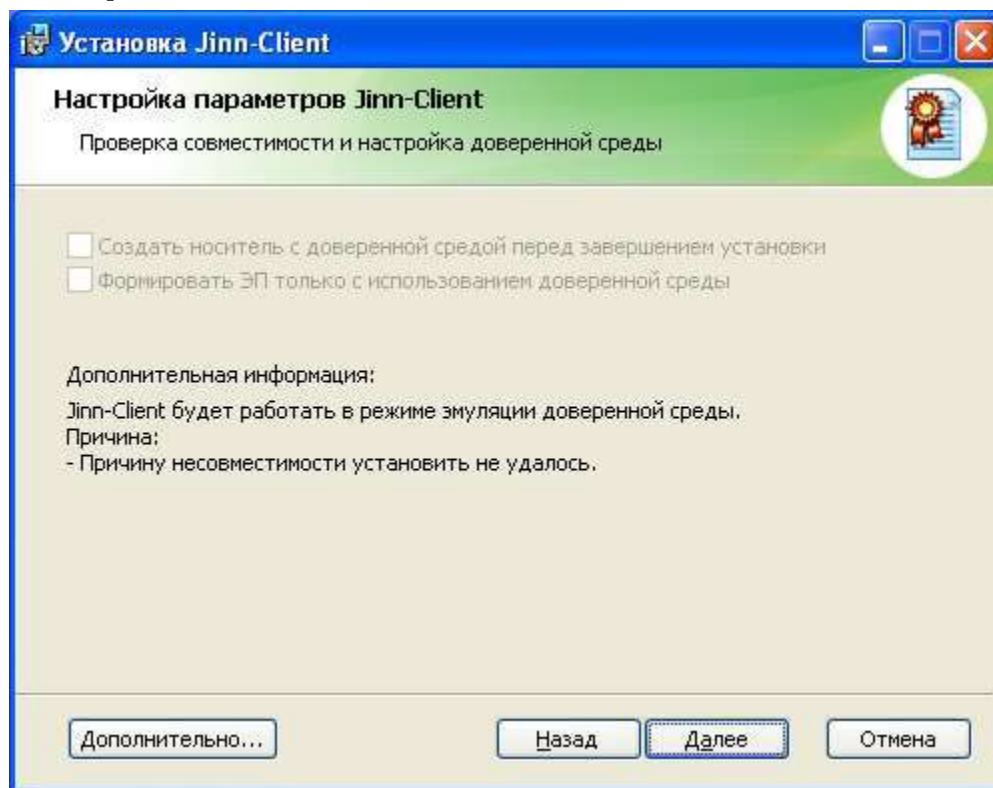 Установка Jinn-Client
Настройка параметров Jinn-Client
Проверка совместимости и настройка доверенной среды
Создать носитель с доверенной средой перед завершением установки
Формировать ЭП только с использованием доверенной среды
Дополнительная информация:
Jinn-Client будет работать в режиме эмуляции доверенной среды.
Причина:
- Причину несовместимости установить не удалось.
Дополнительно...
Назад
Далее
Отмена